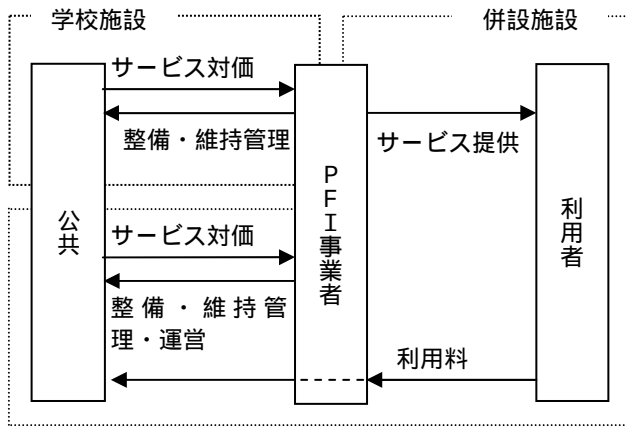 学校施設
併設施設
サービス対価
整備・維持管理
サービス提供
公共
PFI事業者
利用者
サービス対価
整備・維持管
理・運営
利用料